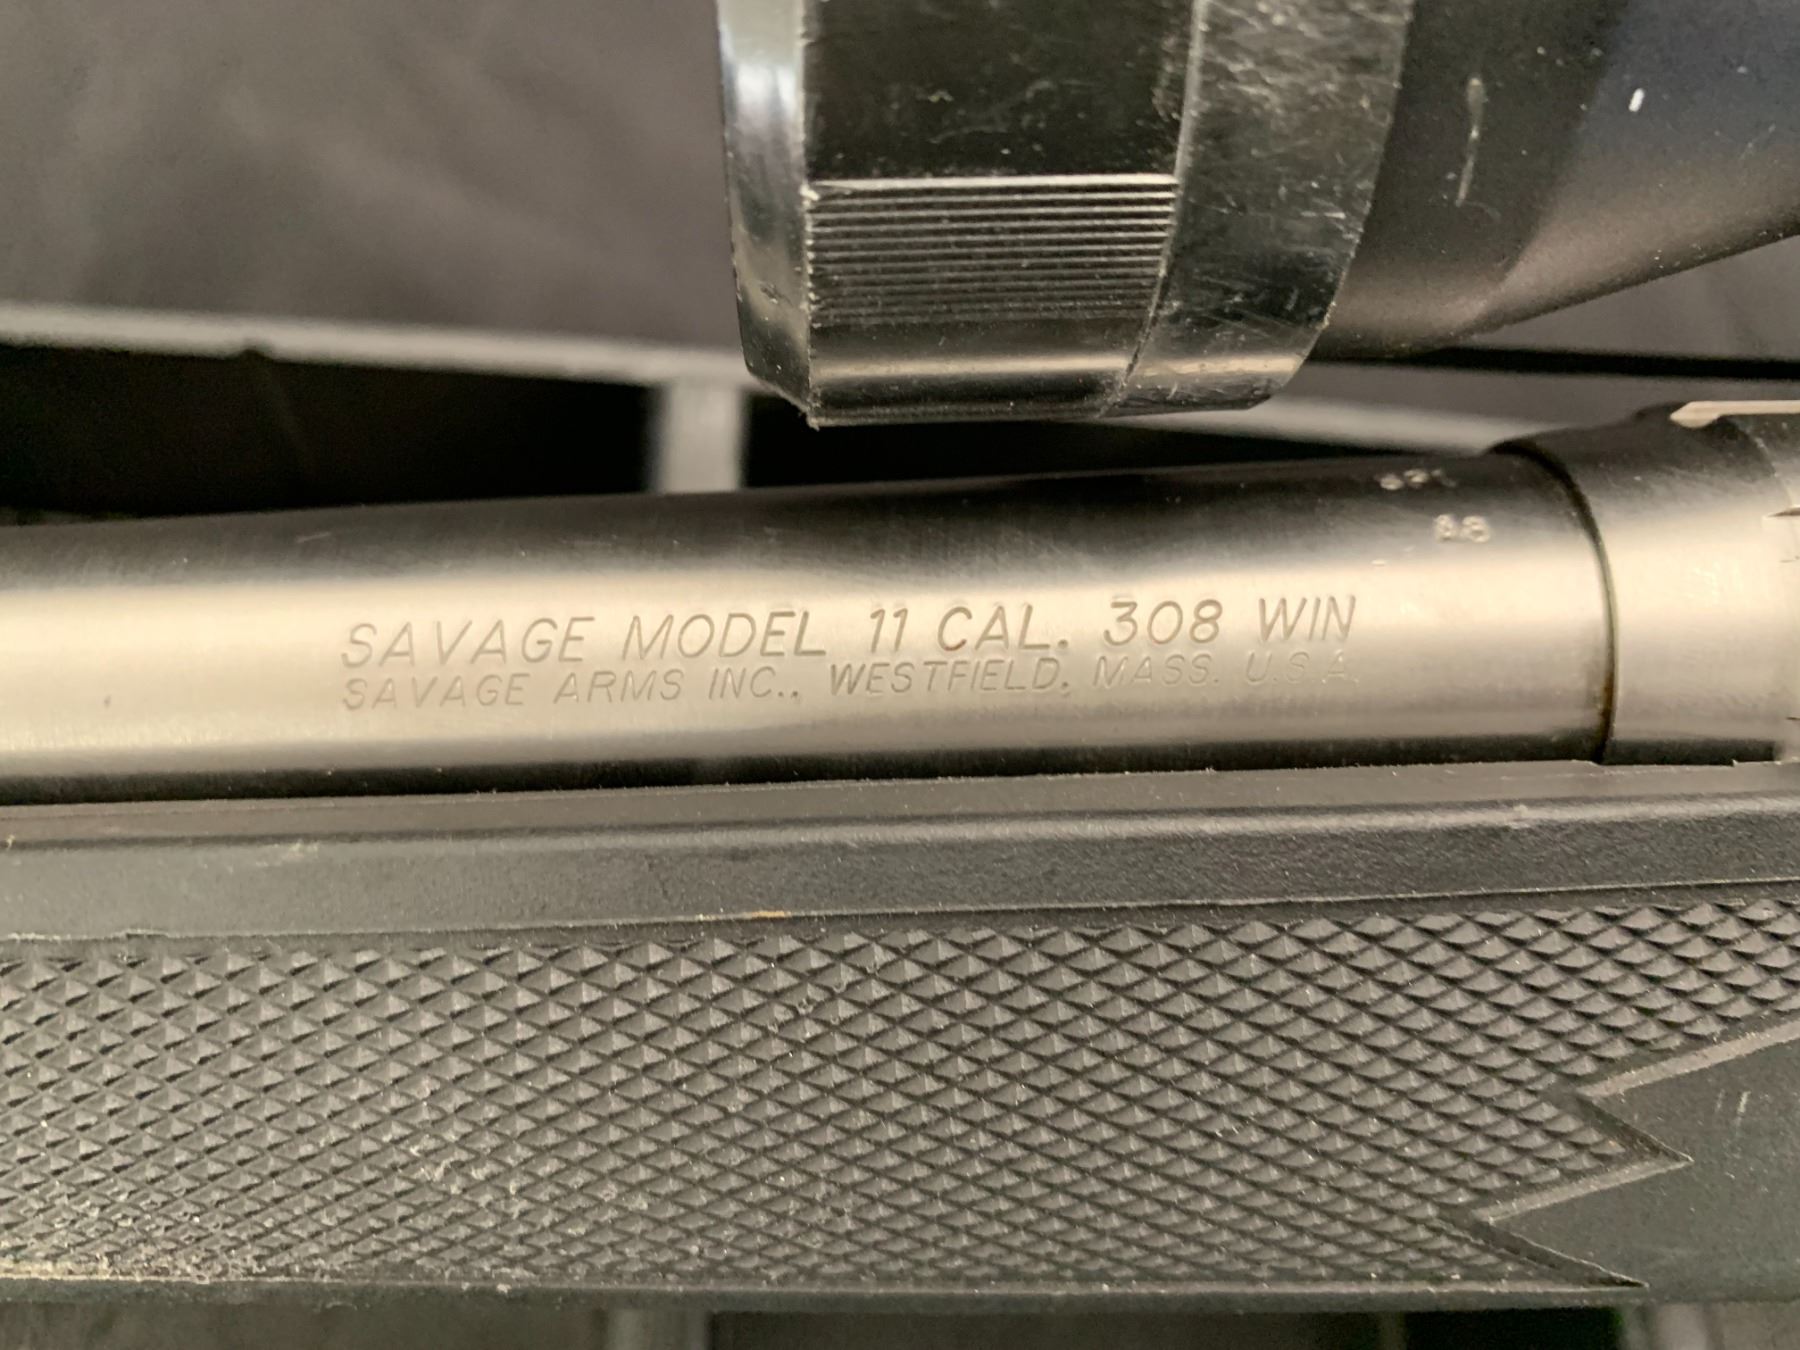 SAVAGE MODEL 11 CAL. 308 WIN
SAVAGE ARMS INC., WESTFIELD, MASS. U.S.A.